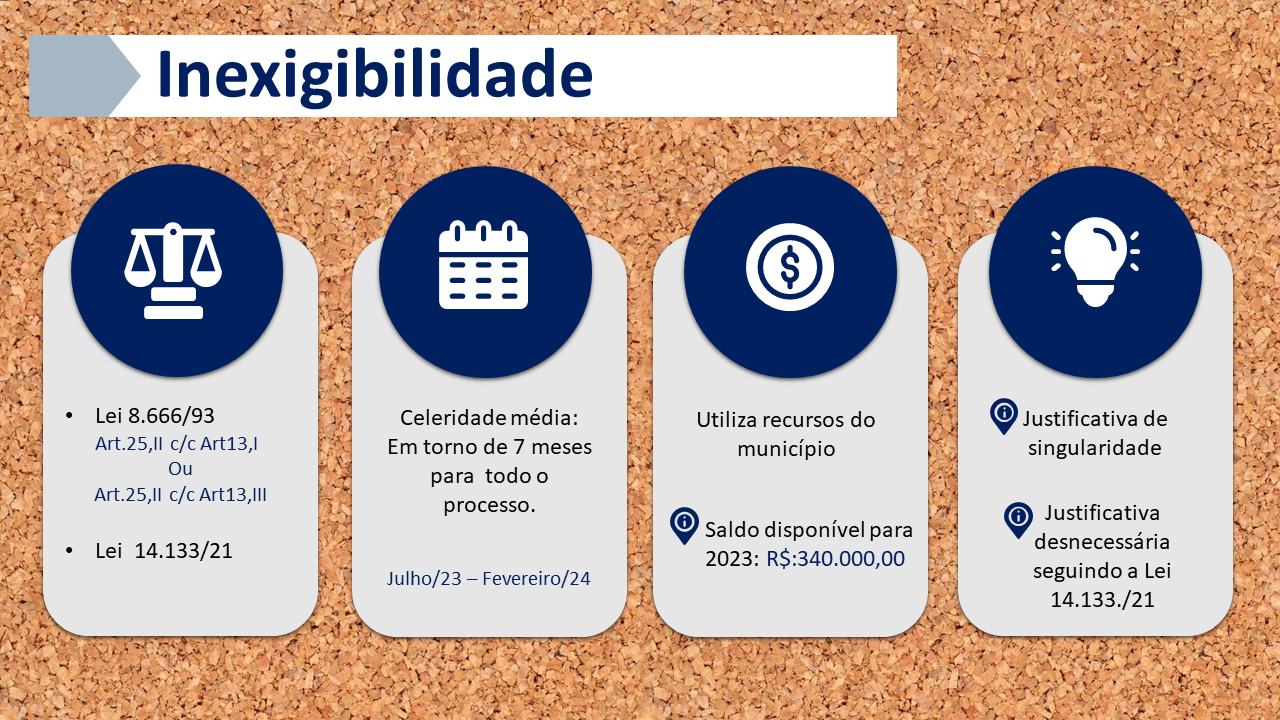 Inexigibilidade
• Lei 8.666/93
Art.25,II c/c Art13,I
Ou
Art.25,II c/c Art13,III
• Lei 14.133/21
Celeridade média:
Em torno de 7 meses
para todo o
processo.
Julho/23 – Fevereiro/24
Utiliza recursos do
município
Saldo disponível para
2023: R$:340.000,00
Justificativa de
singularidade
Justificativa
desnecessária
seguindo a Lei
14.133./21